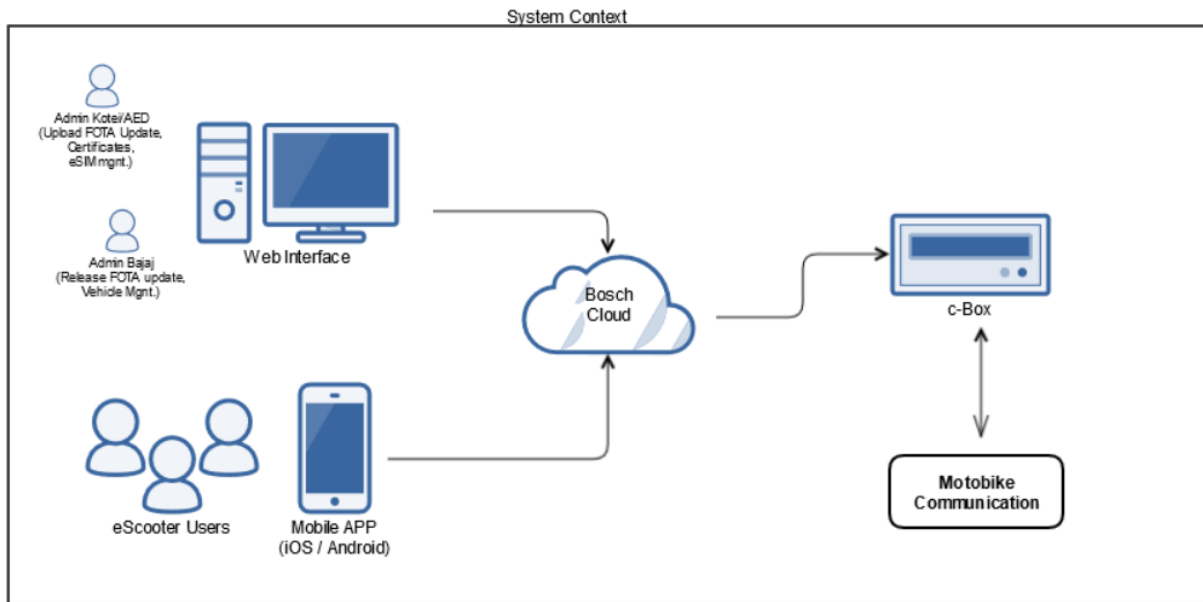 System Context
Admin Kotei/AED
(Upload FOTA Update,
Certificates,
eSIM mgnt.)
Web Interface
Admin Bajaj
(Release FOTA update,
Vehicle Mgnt.)
Bosch
Cloud
c-Box
eScooter Users
Mobile APP
(iOS / Android)
Motobike
Communication